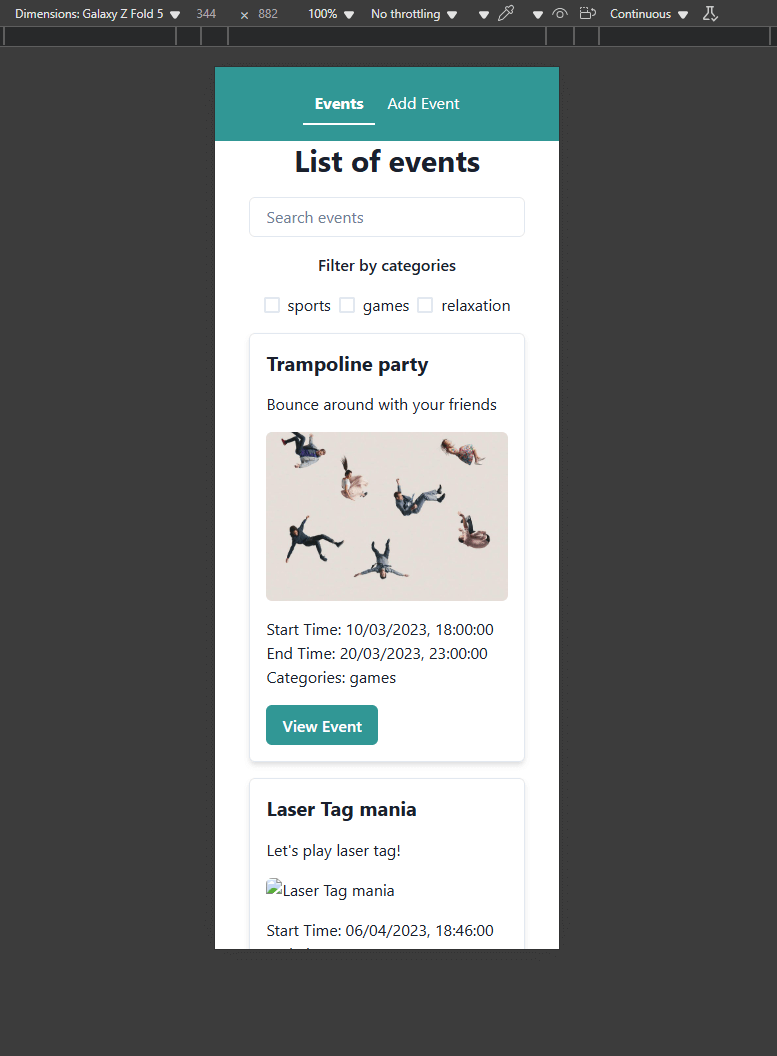 Dimensions: Galaxy Z Fold 5 344 × 882 100% No throttling Continuous
Events Add Event
List of events
Search events
Filter by categories
sports games relaxation
Trampoline party
Bounce around with your friends
Start Time: 10/03/2023, 18:00:00
End Time: 20/03/2023, 23:00:00
Categories: games
View Event
Laser Tag mania
Let's play laser tag!
Laser Tag mania
Start Time: 06/04/2023, 18:46:00